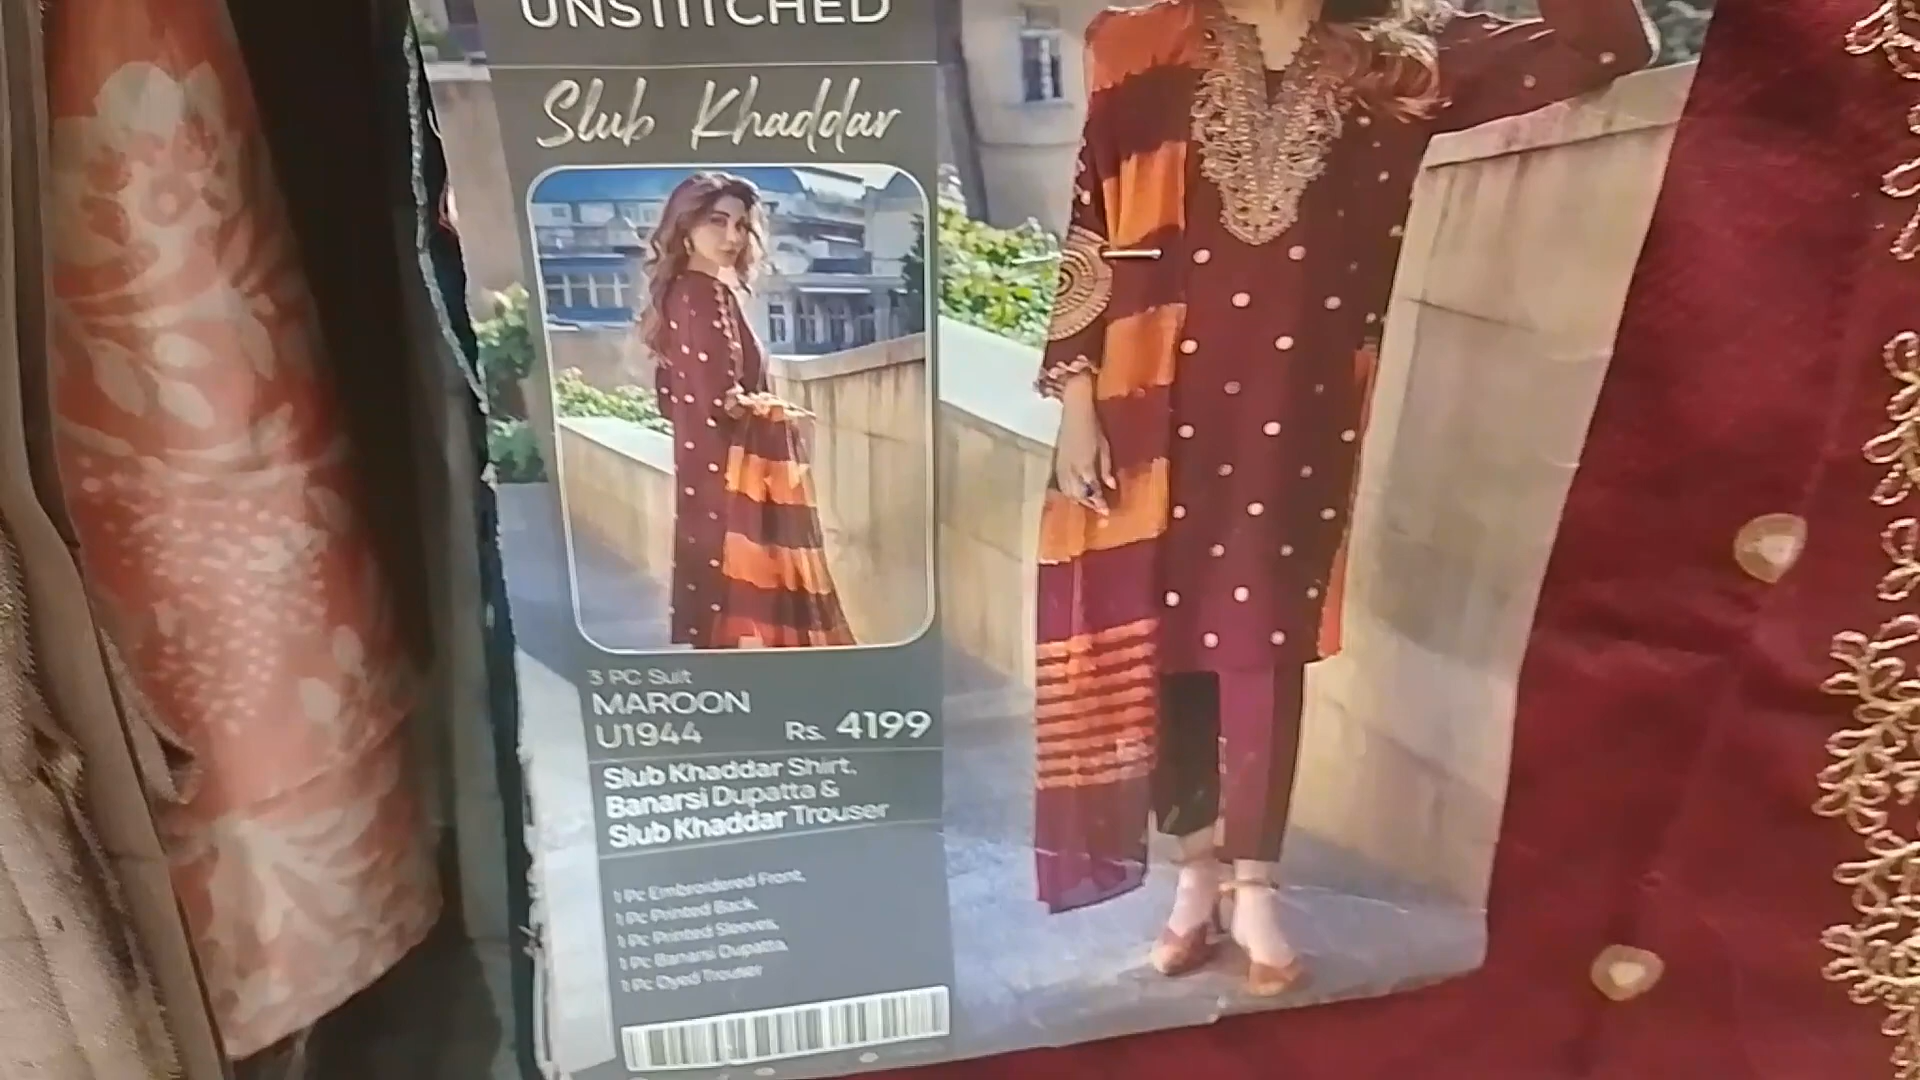 UNSTITCHED
Slub Khaddar
3 PC Suit
MAROON
U1944
Rs. 4199
Slub Khaddar Shirt,
Banarsi Dupatta &
Slub Khaddar Trouser
1 Pc Embroidered Front,
1 Pc Printed Back,
1 Pc Printed Sleeves,
1 Pc Banarsi Dupatta,
1 Pc Dyed Trouser